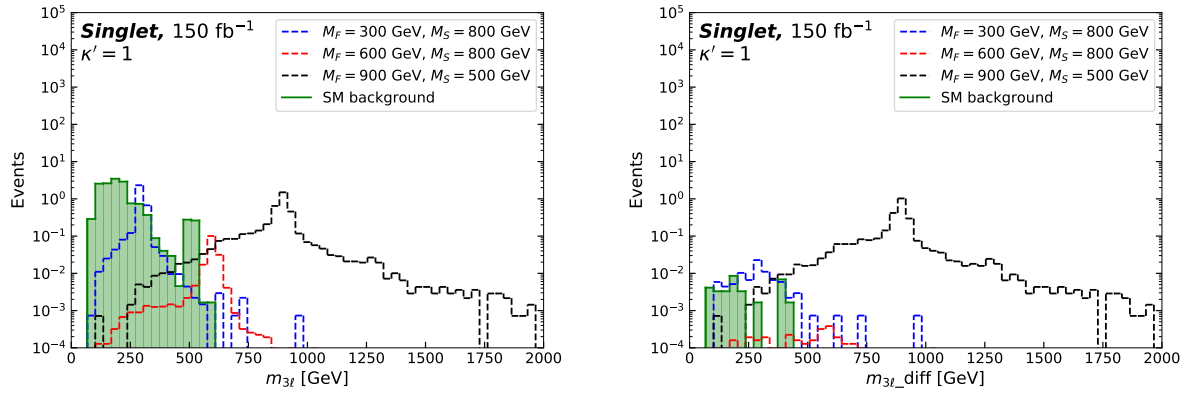 Singlet, 150 fb⁻¹
κ′ = 1
M_F = 300 GeV, M_S = 800 GeV
M_F = 600 GeV, M_S = 800 GeV
M_F = 900 GeV, M_S = 500 GeV
SM background
Events
10⁵
10⁴
10³
10²
10¹
10⁰
10⁻¹
10⁻²
10⁻³
10⁻⁴
0 250 500 750 1000 1250 1500 1750 2000
m_{3ℓ} [GeV]
Singlet, 150 fb⁻¹
κ′ = 1
M_F = 300 GeV, M_S = 800 GeV
M_F = 600 GeV, M_S = 800 GeV
M_F = 900 GeV, M_S = 500 GeV
SM background
Events
10⁵
10⁴
10³
10²
10¹
10⁰
10⁻¹
10⁻²
10⁻³
10⁻⁴
0 250 500 750 1000 1250 1500 1750 2000
m_{3ℓ}_diff [GeV]